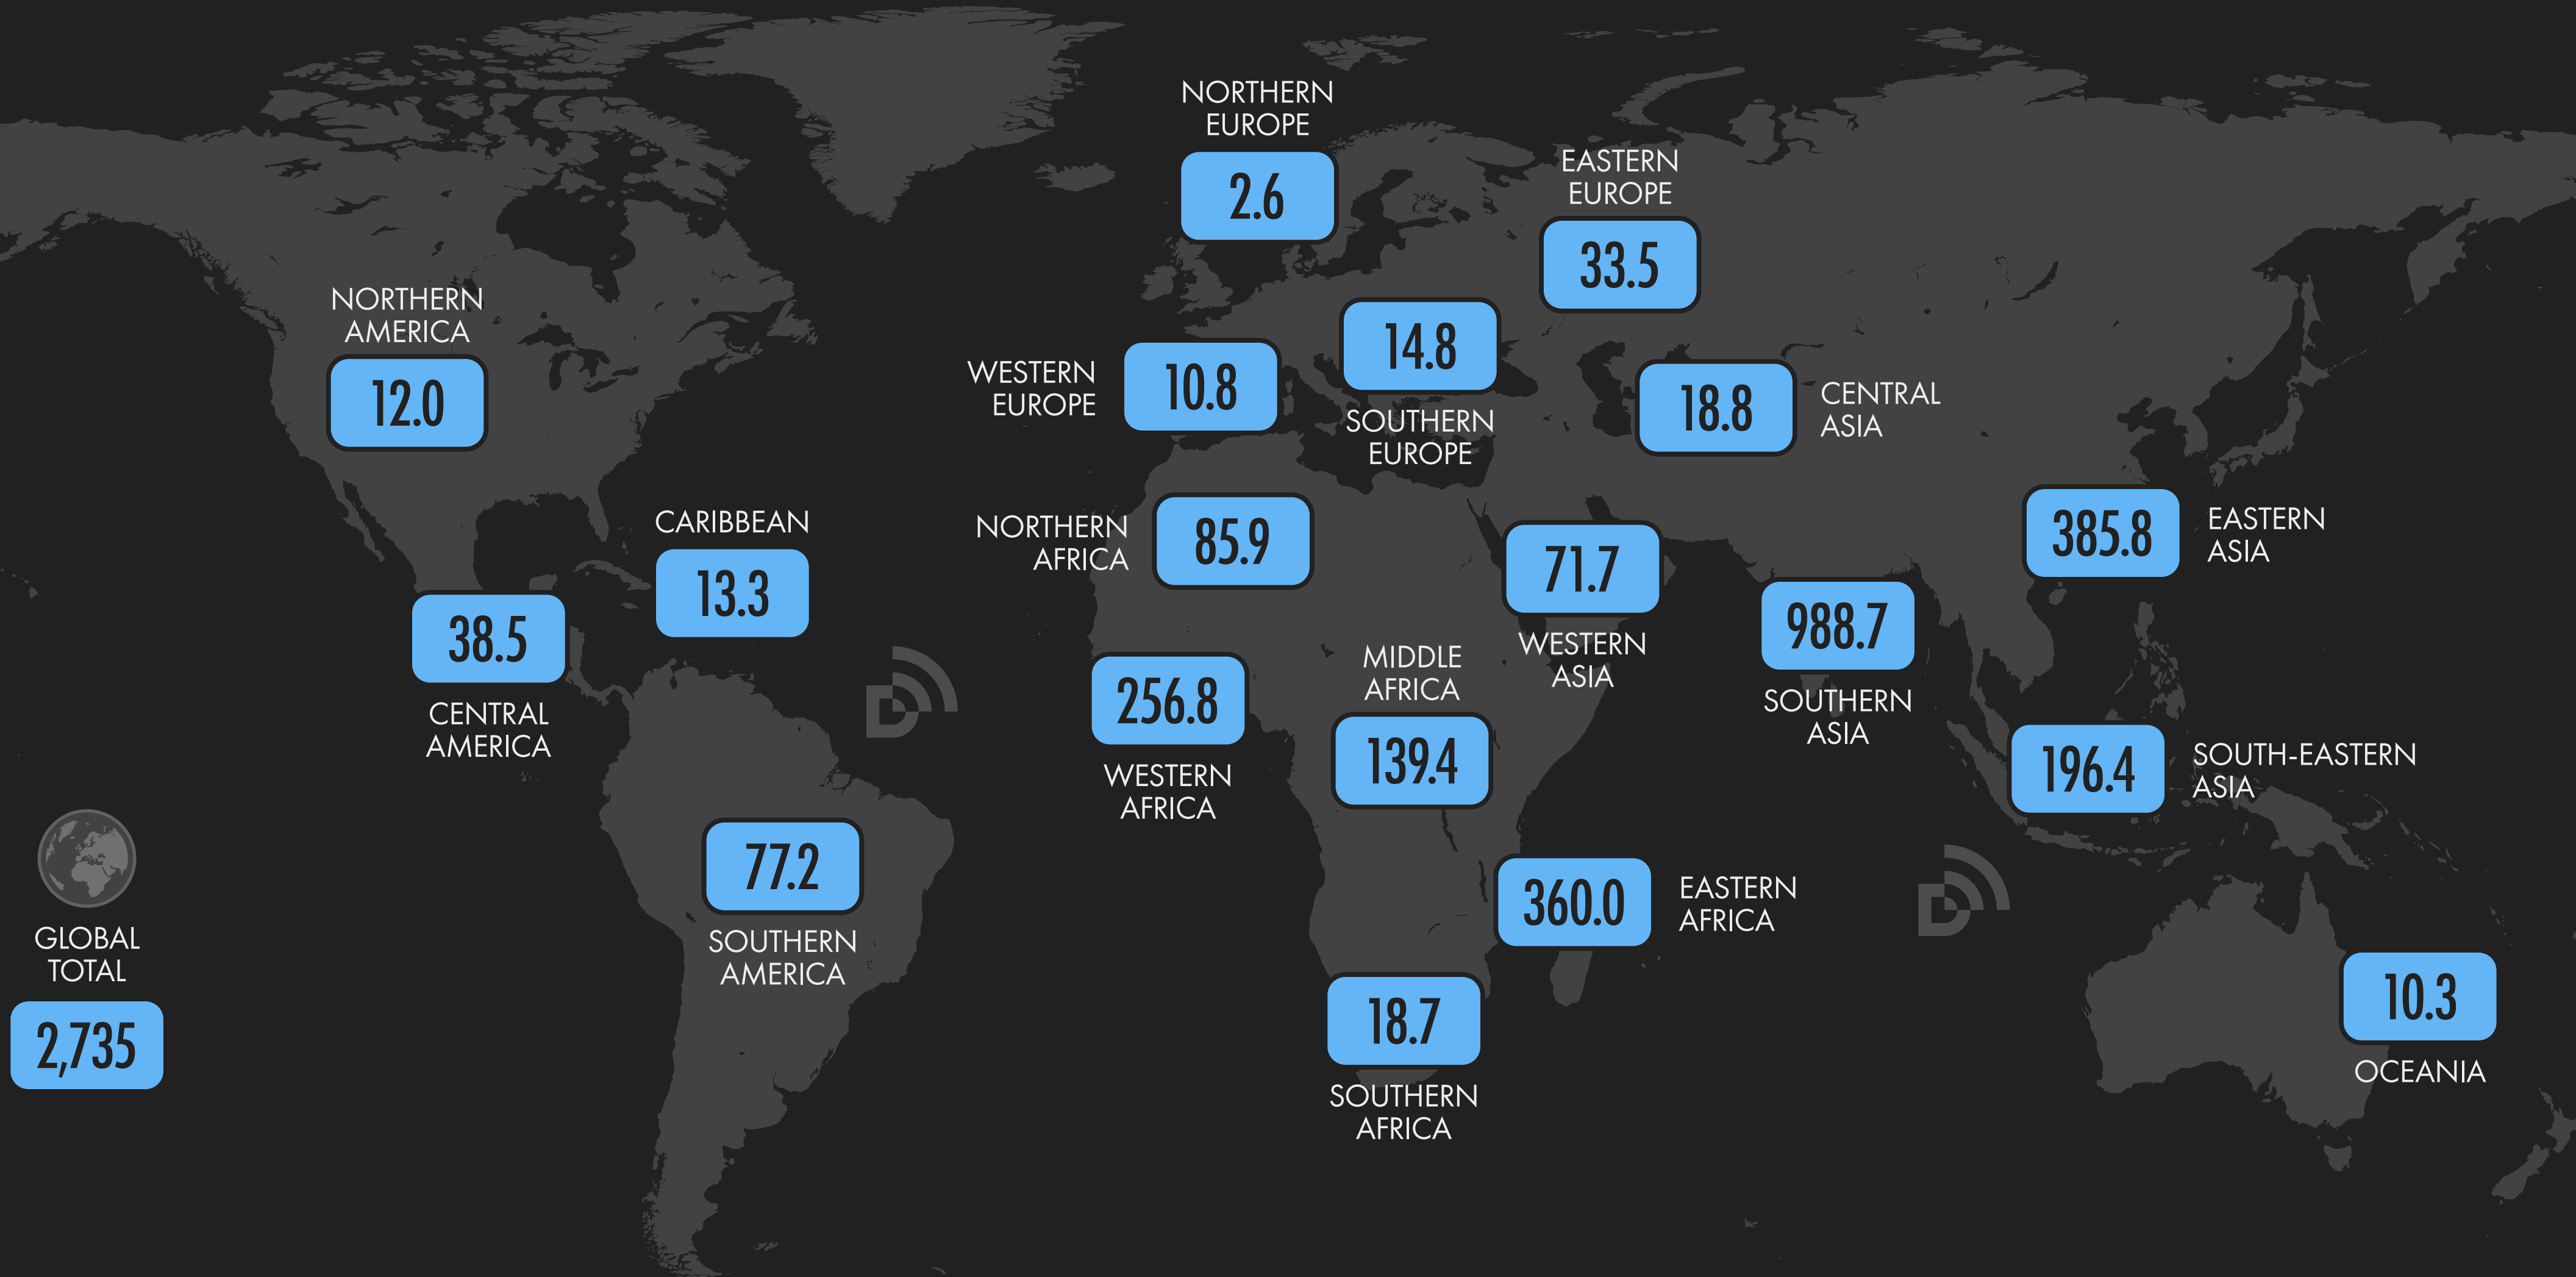 NORTHERN
EUROPE
2.6
EASTERN
EUROPE
33.5
NORTHERN
AMERICA
12.0
14.8
SOUTHERN
EUROPE
WESTERN
EUROPE
10.8
18.8
CENTRAL
ASIA
CARIBBEAN
13.3
NORTHERN
AFRICA
85.9
71.7
WESTERN
ASIA
385.8
EASTERN
ASIA
38.5
CENTRAL
AMERICA
988.7
SOUTHERN
ASIA
256.8
WESTERN
AFRICA
MIDDLE
AFRICA
139.4
196.4
SOUTH-EASTERN
ASIA
77.2
SOUTHERN
AMERICA
360.0
EASTERN
AFRICA
GLOBAL
TOTAL
2,735
18.7
SOUTHERN
AFRICA
10.3
OCEANIA